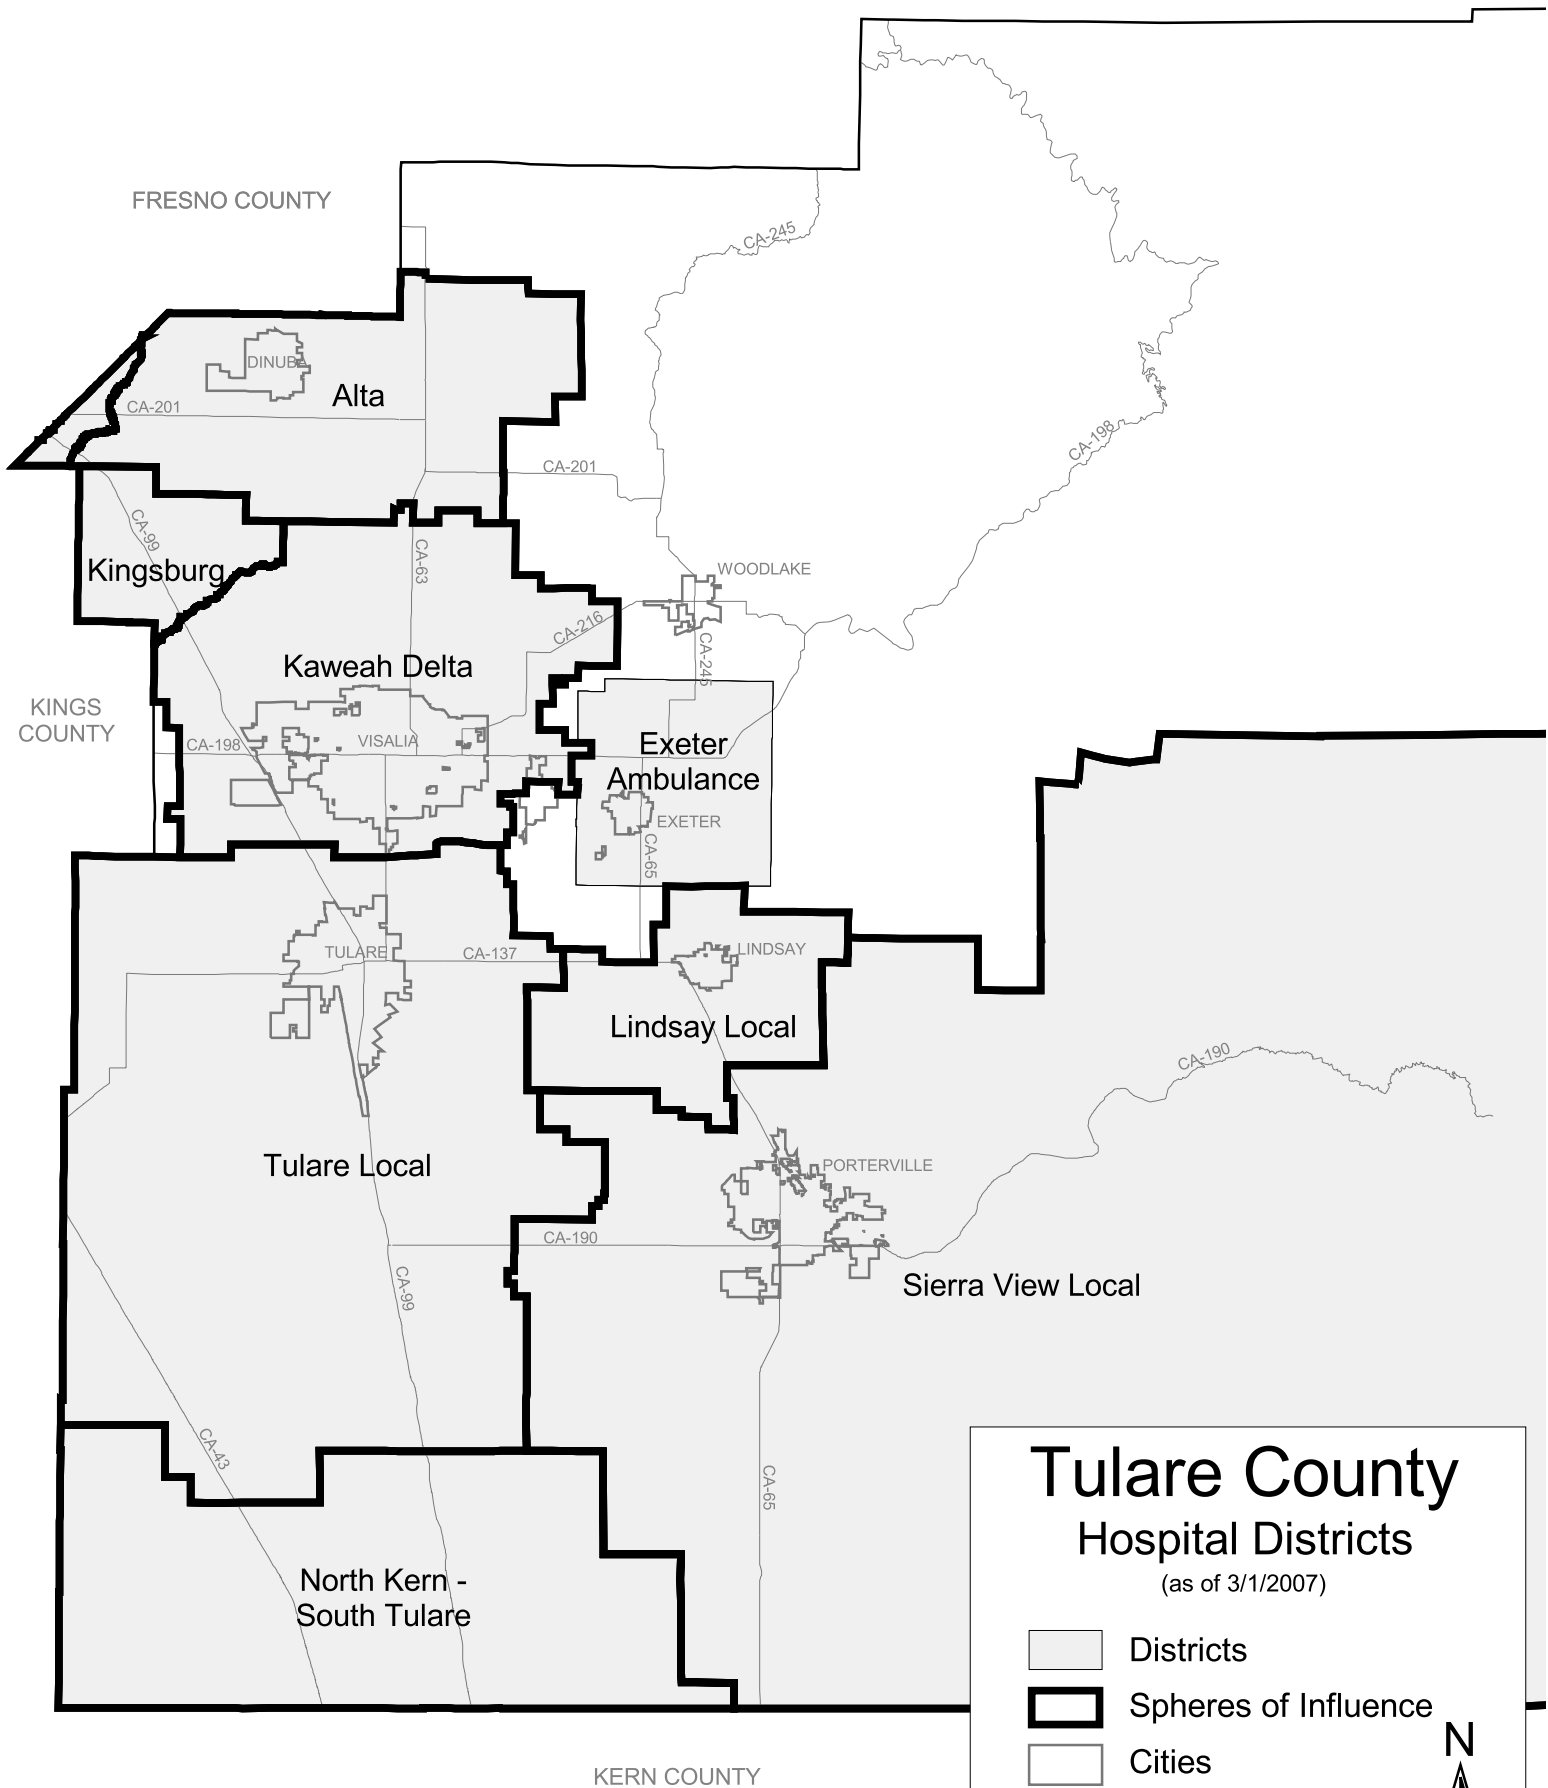 FRESNO COUNTY
CA-245
DINUBA
Alta
CA-201
CA-198
CA-201
CA-99
CA-63
Kingsburg
WOODLAKE
CA-216
CA-245
Kaweah Delta
KINGS
COUNTY
CA-198
VISALIA
Exeter
Ambulance
EXETER
CA-65
TULARE
CA-137
LINDSAY
Lindsay Local
CA-190
Tulare Local
PORTERVILLE
CA-190
CA-99
Sierra View Local
CA-43
CA-65
North Kern -
South Tulare
Tulare County
Hospital Districts
(as of 3/1/2007)
Districts
Spheres of Influence
N
Cities
KERN COUNTY